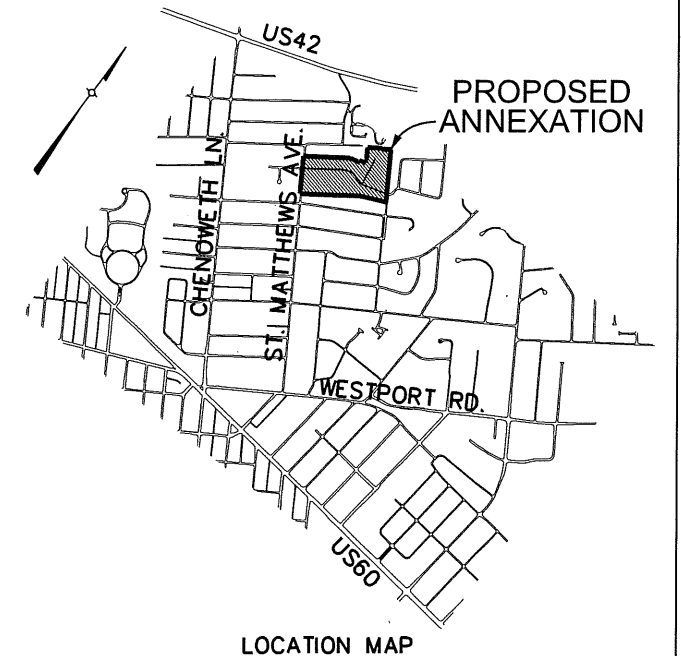 US42
PROPOSED
ANNEXATION
CHENOWETH LN.
ST. MATTHEWS AVE.
WESTPORT RD.
US60
LOCATION MAP